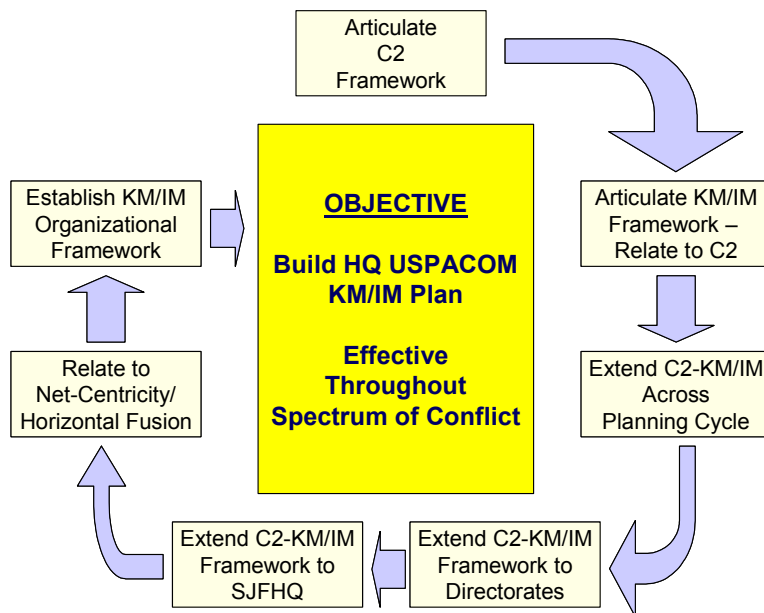 Articulate
C2
Framework
Articulate KM/IM
Framework –
Relate to C2
Extend C2-KM/IM
Across
Planning Cycle
Extend C2-KM/IM
Framework to
Directorates
Extend C2-KM/IM
Framework to
SJFHQ
Relate to
Net-Centricity/
Horizontal Fusion
Establish KM/IM
Organizational
Framework
OBJECTIVE
Build HQ USPACOM
KM/IM Plan
Effective
Throughout
Spectrum of Conflict